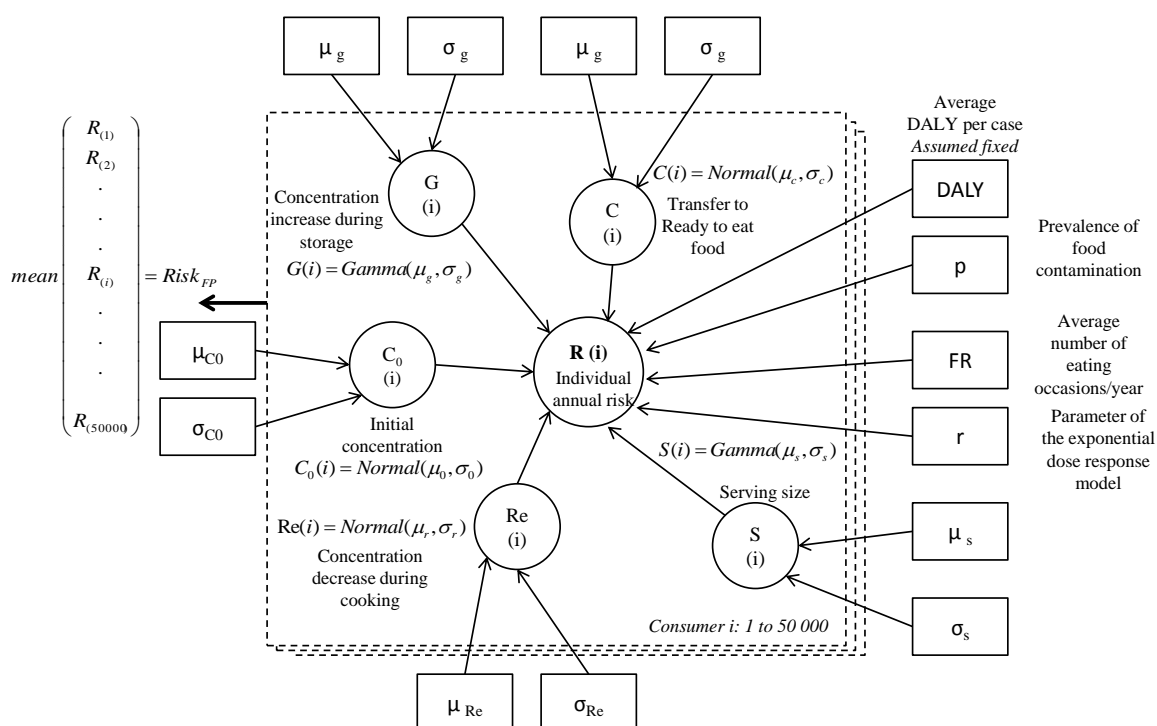 μ g
σ g
μ g
σ g
Average
DALY per case
Assumed fixed
DALY
Prevalence of
food
contamination
p
Average
number of
eating
occasions/year
FR
Parameter of
the exponential
dose response
model
r
μ s
σs
R(1)
R(2)
.
.
.
mean
R(i)
= RiskFP
.
.
.
.
R(50000)
G
(i)
Concentration
increase during
storage
G(i) = Gamma(μg, σg)
C(i) = Normal(μc, σc)
C
(i)
Transfer to
Ready to eat
food
μC0
σC0
C0
(i)
Initial
concentration
C0(i) = Normal(μ0, σ0)
R (i)
Individual
annual risk
S(i) = Gamma(μs, σs)
Serving size
S
(i)
Re(i) = Normal(μr, σr)
Concentration
decrease during
cooking
Re
(i)
Consumer i: 1 to 50 000
μ Re
σRe